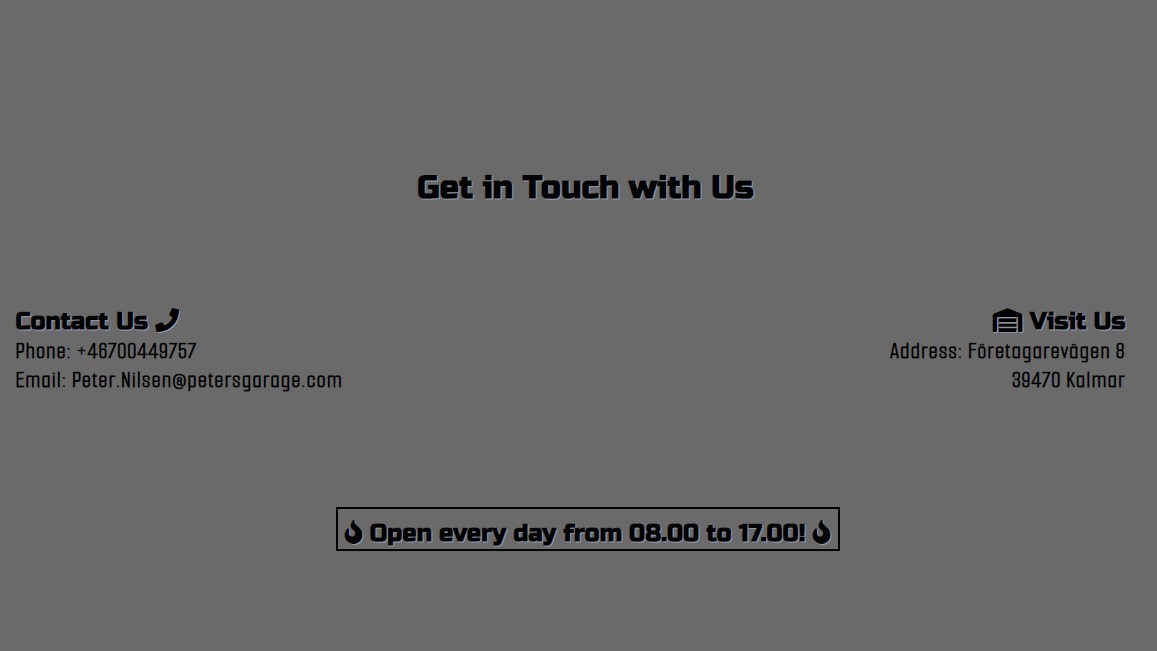 Get in Touch with Us
Contact Us
Phone: +46700449757
Email: Peter.Nilsen@petersgarage.com
Visit Us
Address: Företagarevägen 8
39470 Kalmar
Open every day from 08.00 to 17.00!